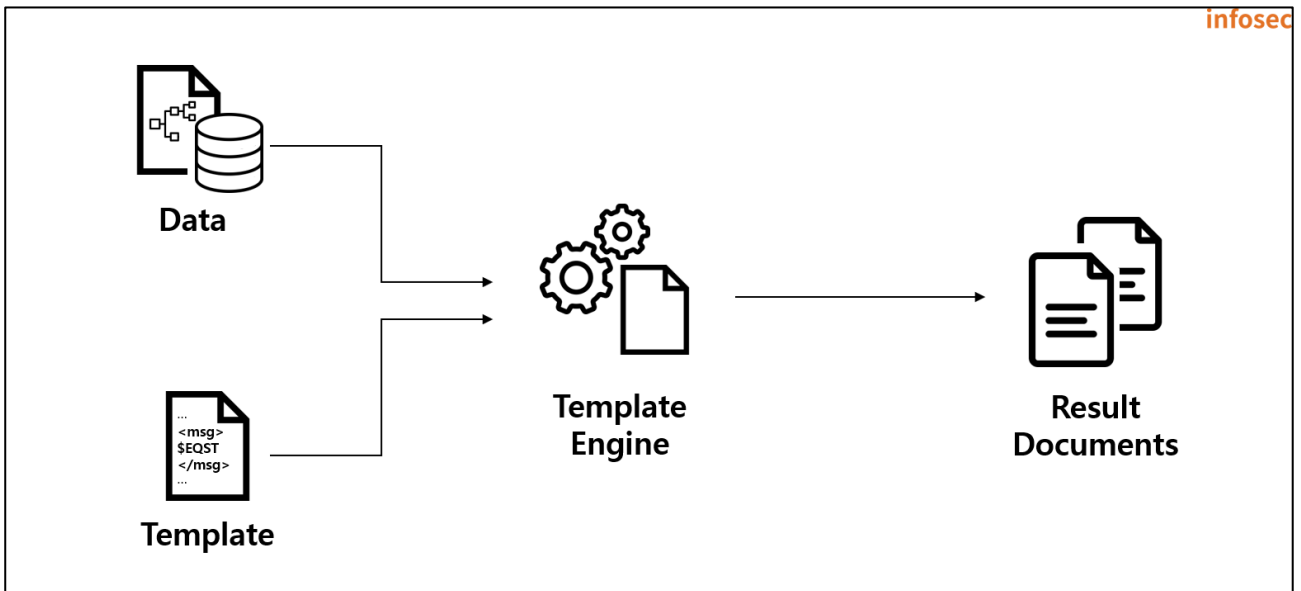 infosec
Data
...
<msg>
$EQST
</msg>
...
Template
Template
Engine
Result
Documents